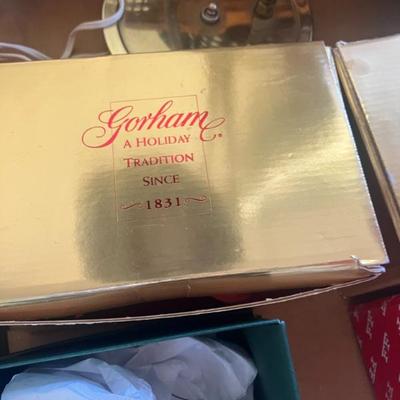 Gorham®
A HOLIDAY
TRADITION
SINCE
1831